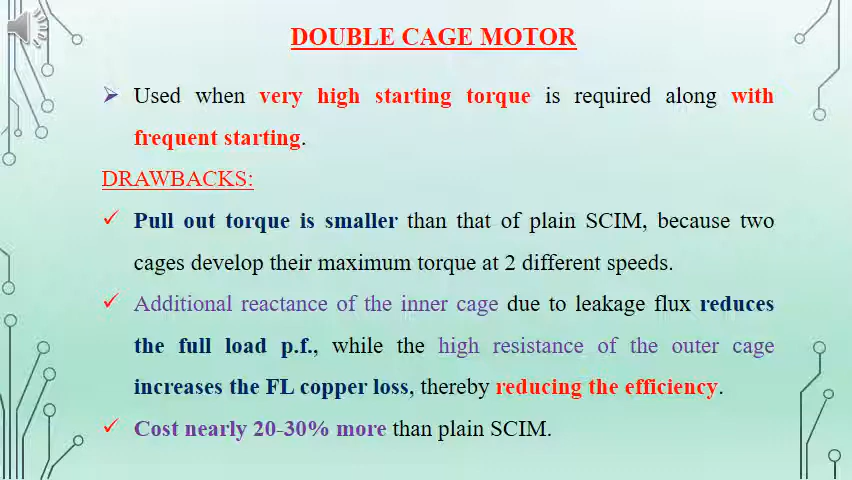 DOUBLE CAGE MOTOR
Used when very high starting torque is required along with
frequent starting.
DRAWBACKS:
Pull out torque is smaller than that of plain SCIM, because two
cages develop their maximum torque at 2 different speeds.
Additional reactance of the inner cage due to leakage flux reduces
the full load p.f., while the high resistance of the outer cage
increases the FL copper loss, thereby reducing the efficiency.
Cost nearly 20-30% more than plain SCIM.